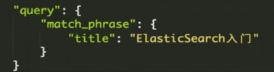 "query": {
    "match_phrase": {
        "title": "ElasticSearch入门"
    }
}